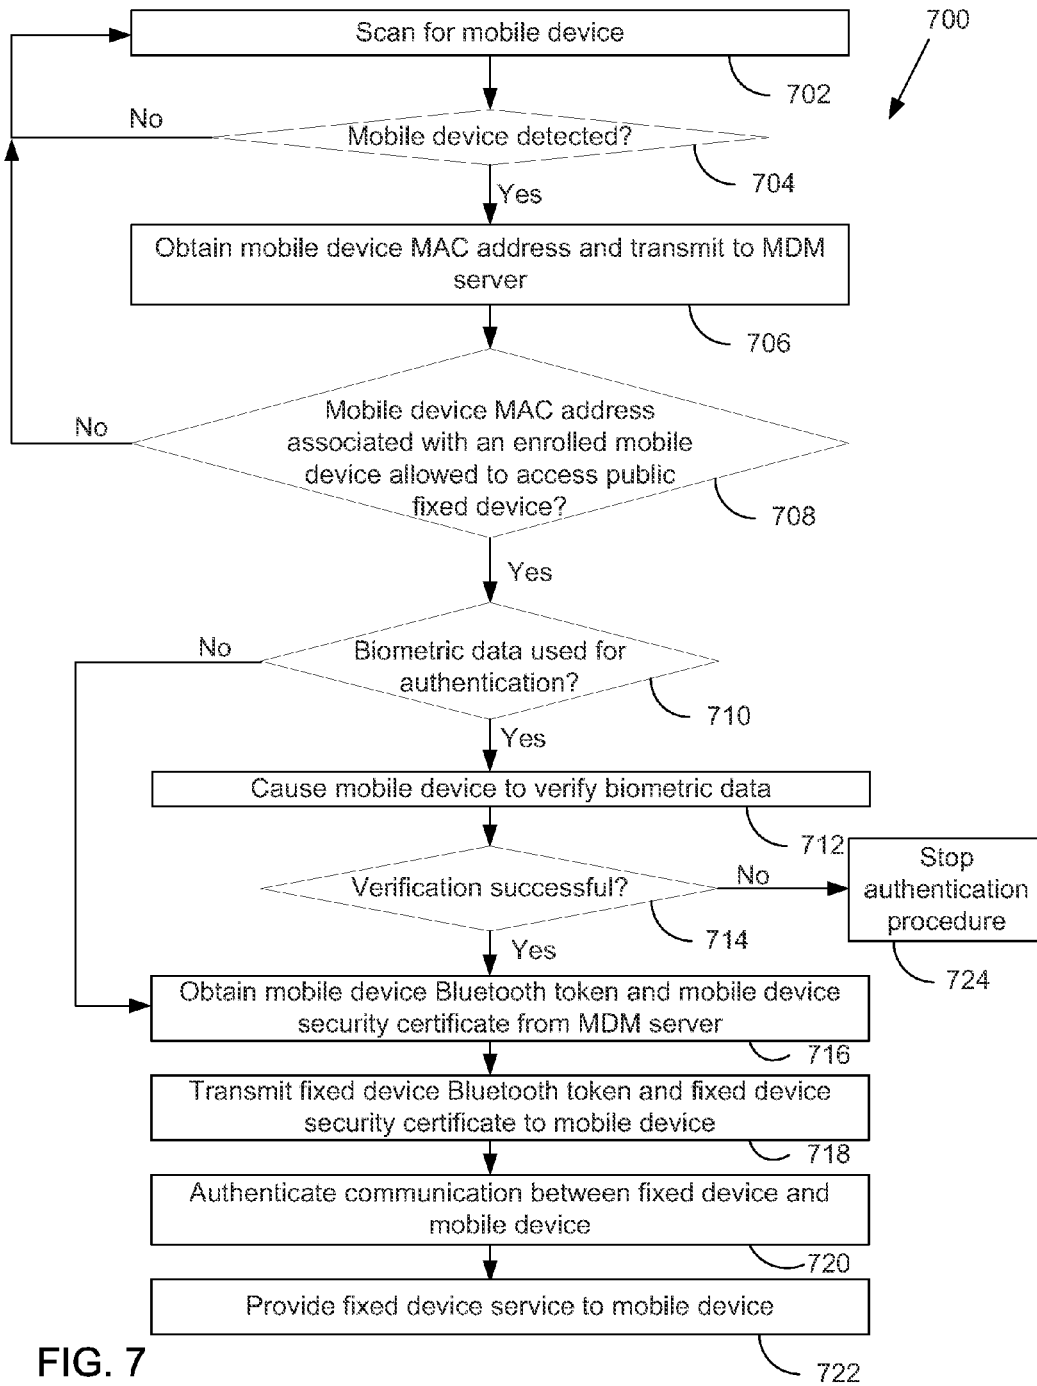 Scan for mobile device
700
702
No
Mobile device detected?
704
Yes
Obtain mobile device MAC address and transmit to MDM
server
706
Mobile device MAC address
associated with an enrolled mobile
device allowed to access public
fixed device?
No
708
Yes
No
Biometric data used for
authentication?
710
Yes
Cause mobile device to verify biometric data
712
Verification successful?
No
Stop
authentication
procedure
714
724
Yes
Obtain mobile device Bluetooth token and mobile device
security certificate from MDM server
716
Transmit fixed device Bluetooth token and fixed device
security certificate to mobile device
718
Authenticate communication between fixed device and
mobile device
720
Provide fixed device service to mobile device
722
FIG. 7